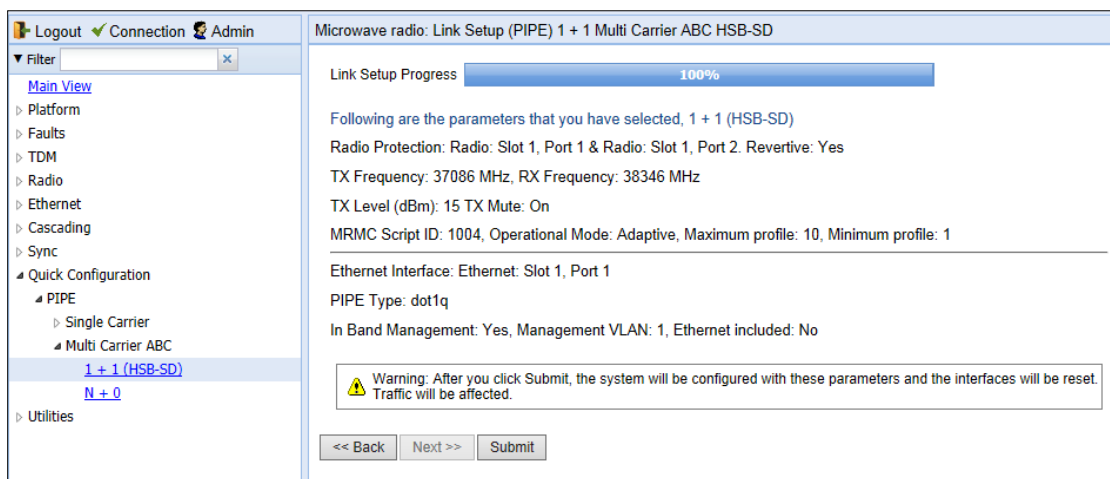 Logout Connection Admin
Filter
Main View
Platform
Faults
TDM
Radio
Ethernet
Cascading
Sync
Quick Configuration
PIPE
Single Carrier
Multi Carrier ABC
1 + 1 (HSB-SD)
N + 0
Utilities
Microwave radio: Link Setup (PIPE) 1 + 1 Multi Carrier ABC HSB-SD
Link Setup Progress 100%
Following are the parameters that you have selected, 1 + 1 (HSB-SD)
Radio Protection: Radio: Slot 1, Port 1 & Radio: Slot 1, Port 2. Revertive: Yes
TX Frequency: 37086 MHz, RX Frequency: 38346 MHz
TX Level (dBm): 15 TX Mute: On
MRMC Script ID: 1004, Operational Mode: Adaptive, Maximum profile: 10, Minimum profile: 1
Ethernet Interface: Ethernet: Slot 1, Port 1
PIPE Type: dot1q
In Band Management: Yes, Management VLAN: 1, Ethernet included: No
Warning: After you click Submit, the system will be configured with these parameters and the interfaces will be reset.
Traffic will be affected.
<< Back Next >> Submit